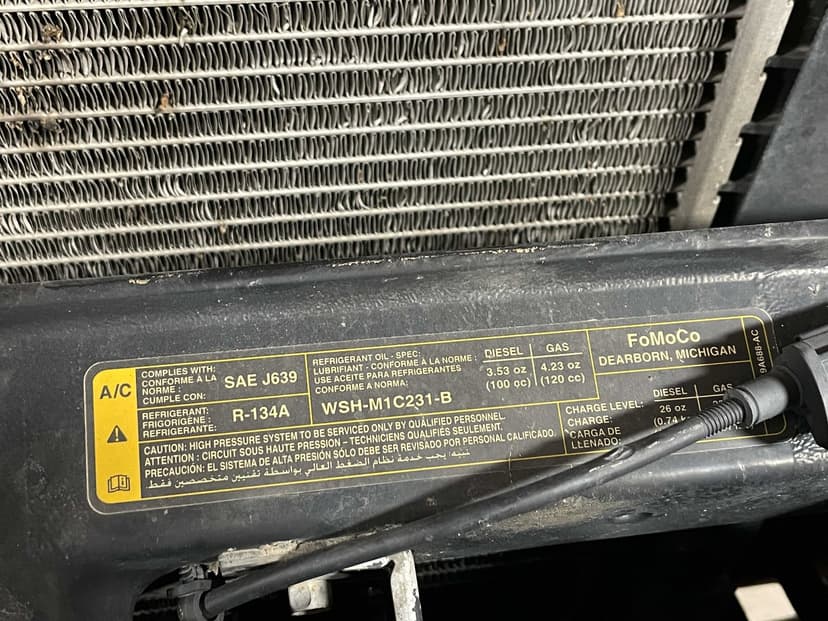 A/C
COMPLIES WITH:
CONFORME À LA
NORME :
CUMPLE CON:
SAE J639
REFRIGERANT:
FRIGORIGÈNE :
REFRIGERANTE:
R-134A
REFRIGERANT OIL - SPEC:
LUBRIFIANT - CONFORME À LA NORME :
USE ACEITE PARA REFRIGERANTES
CONFORME A NORMA:
WSH-M1C231-B
DIESEL
3.53 oz
(100 cc)
GAS
4.23 oz
(120 cc)
FoMoCo
DEARBORN, MICHIGAN
CHARGE LEVEL:
CHARGE:
CARGA DE
LLENADO:
DIESEL
26 oz
(0.74
GAS
CAUTION: HIGH PRESSURE SYSTEM TO BE SERVICED ONLY BY QUALIFIED PERSONNEL.
ATTENTION : CIRCUIT SOUS HAUTE PRESSION – TECHNICIENS QUALIFIÉS SEULEMENT.
PRECAUCIÓN: EL SISTEMA DE ALTA PRESIÓN SÓLO DEBE SER REVISADO POR PERSONAL CALIFICADO.
تنبيه: يجب خدمة نظام الضغط العالي بواسطة تقنيين متخصصين فقط
9A688-AC